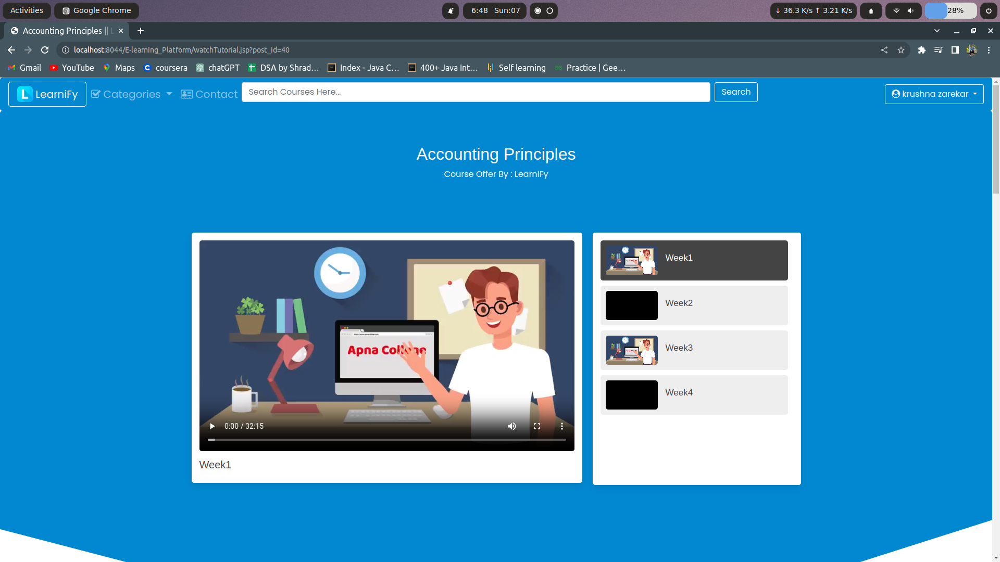 Activities
Google Chrome
6:48 Sun:07
↓ 36.3 K/s ↑ 3.21 K/s
28%
Accounting Principles || L
localhost:8044/E-learning_Platform/watchTutorial.jsp?post_id=40
Gmail
YouTube
Maps
coursera
chatGPT
DSA by Shrad…
Index - Java C…
400+ Java Int…
Self learning
Practice | Gee…
LearniFy
Categories
Contact
Search Courses Here...
Search
krushna zarekar
Accounting Principles
Course Offer By : LearniFy
Apna College
0:00 / 32:15
Week1
Week1
Week2
Week3
Week4